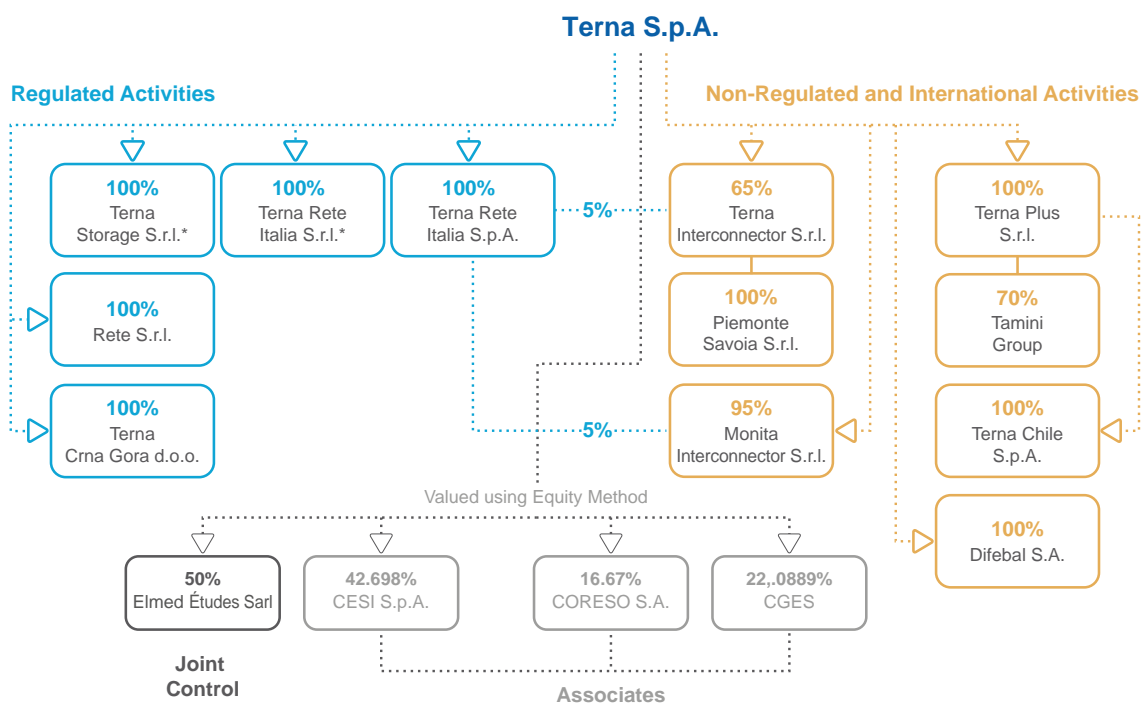 Terna S.p.A.
Regulated Activities
Non-Regulated and International Activities
100%
Terna
Storage S.r.l.*
100%
Terna Rete
Italia S.r.l.*
100%
Terna Rete
Italia S.p.A.
5%
65%
Terna
Interconnector S.r.l.
100%
Terna Plus
S.r.l.
100%
Rete S.r.l.
100%
Piemonte
Savoia S.r.l.
70%
Tamini
Group
100%
Terna
Crna Gora d.o.o.
5%
95%
Monita
Interconnector S.r.l.
100%
Terna Chile
S.p.A.
Valued using Equity Method
100%
Difebal S.A.
50%
Elmed Études Sarl
42.698%
CESI S.p.A.
16.67%
CORESO S.A.
22,.0889%
CGES
Joint
Control
Associates